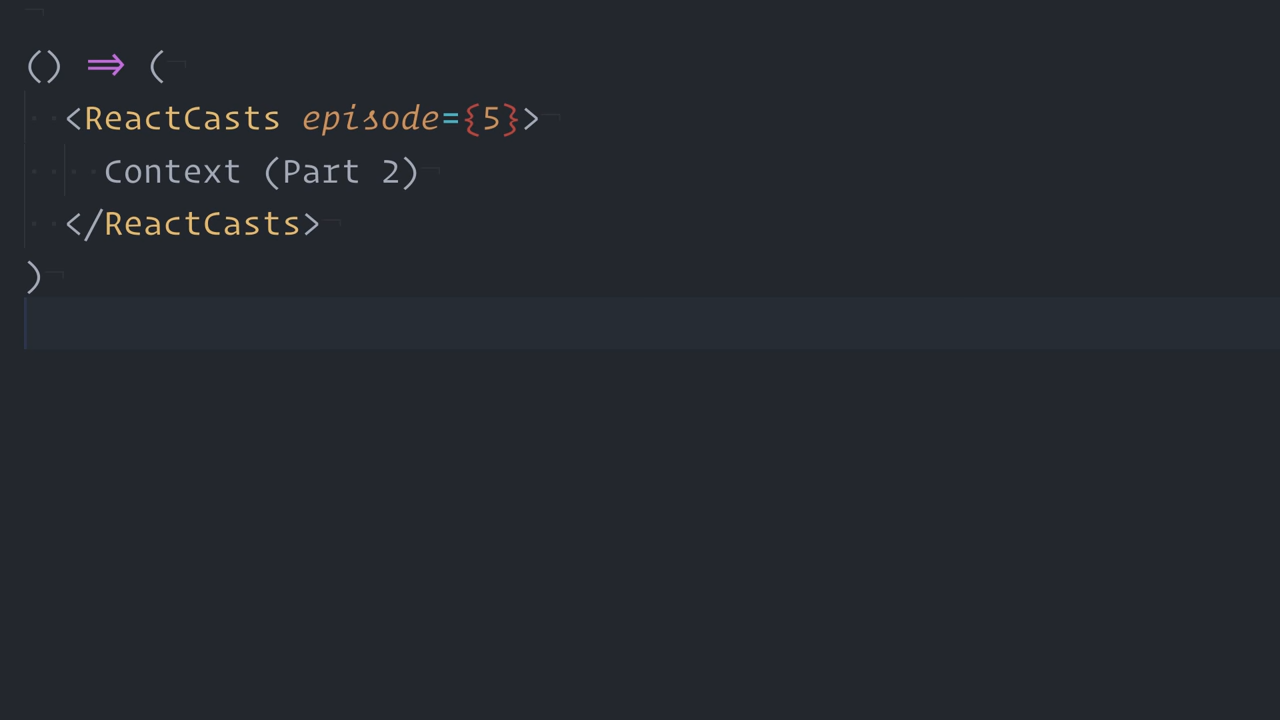 () => (
<ReactCasts episode={5}>
Context (Part 2)
</ReactCasts>
)